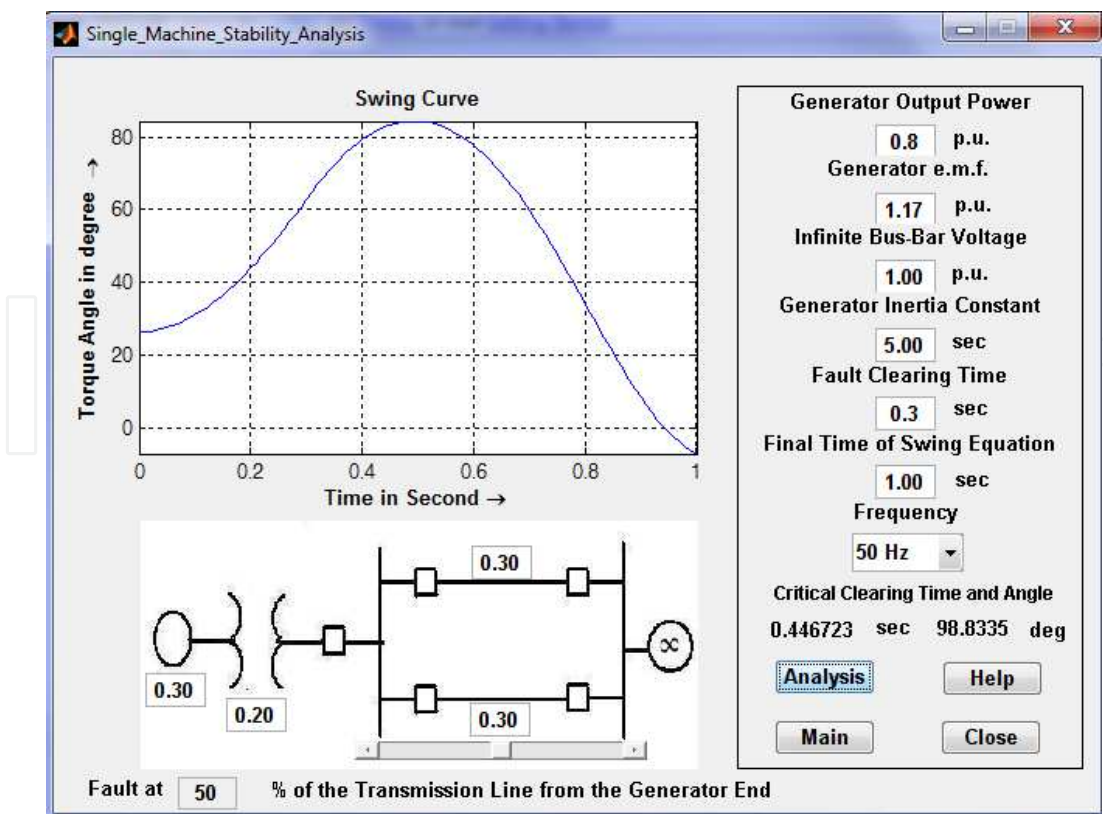 Single_Machine_Stability_Analysis
Swing Curve
Torque Angle in degree →
80
60
40
20
0
0 0.2 0.4 0.6 0.8 1
Time in Second →
0.30
0.30
0.20
∞
0.30
Fault at 50 % of the Transmission Line from the Generator End
Generator Output Power
0.8 p.u.
Generator e.m.f.
1.17 p.u.
Infinite Bus-Bar Voltage
1.00 p.u.
Generator Inertia Constant
5.00 sec
Fault Clearing Time
0.3 sec
Final Time of Swing Equation
1.00 sec
Frequency
50 Hz
Critical Clearing Time and Angle
0.446723 sec 98.8335 deg
Analysis Help
Main Close